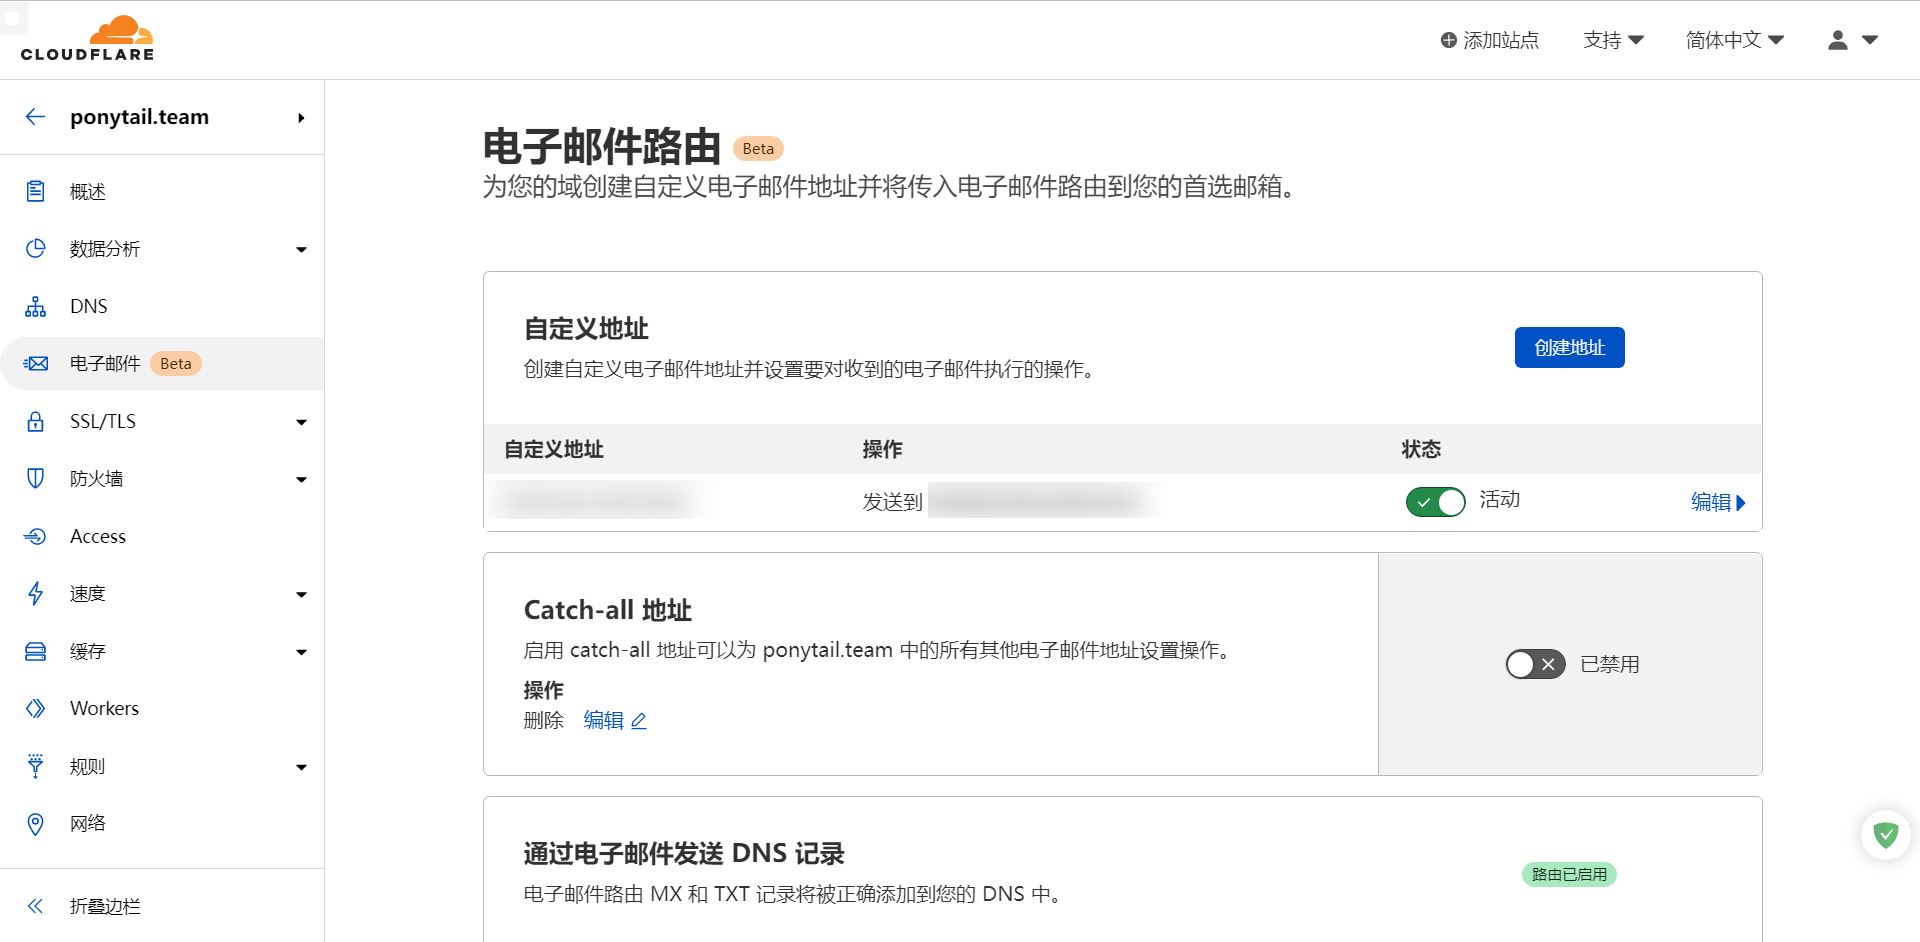 CLOUDFLARE
添加站点
支持
简体中文
ponytail.team
概述
数据分析
DNS
电子邮件 Beta
SSL/TLS
防火墙
Access
速度
缓存
Workers
规则
网络
折叠边栏
电子邮件路由 Beta
为您的域创建自定义电子邮件地址并将传入电子邮件路由到您的首选邮箱。
自定义地址
创建自定义电子邮件地址并设置要对收到的电子邮件执行的操作。
创建地址
自定义地址 操作 状态
发送到 活动 编辑
Catch-all 地址
启用 catch-all 地址可以为 ponytail.team 中的所有其他电子邮件地址设置操作。
操作
删除 编辑
已禁用
通过电子邮件发送 DNS 记录
电子邮件路由 MX 和 TXT 记录将被正确添加到您的 DNS 中。
路由已启用